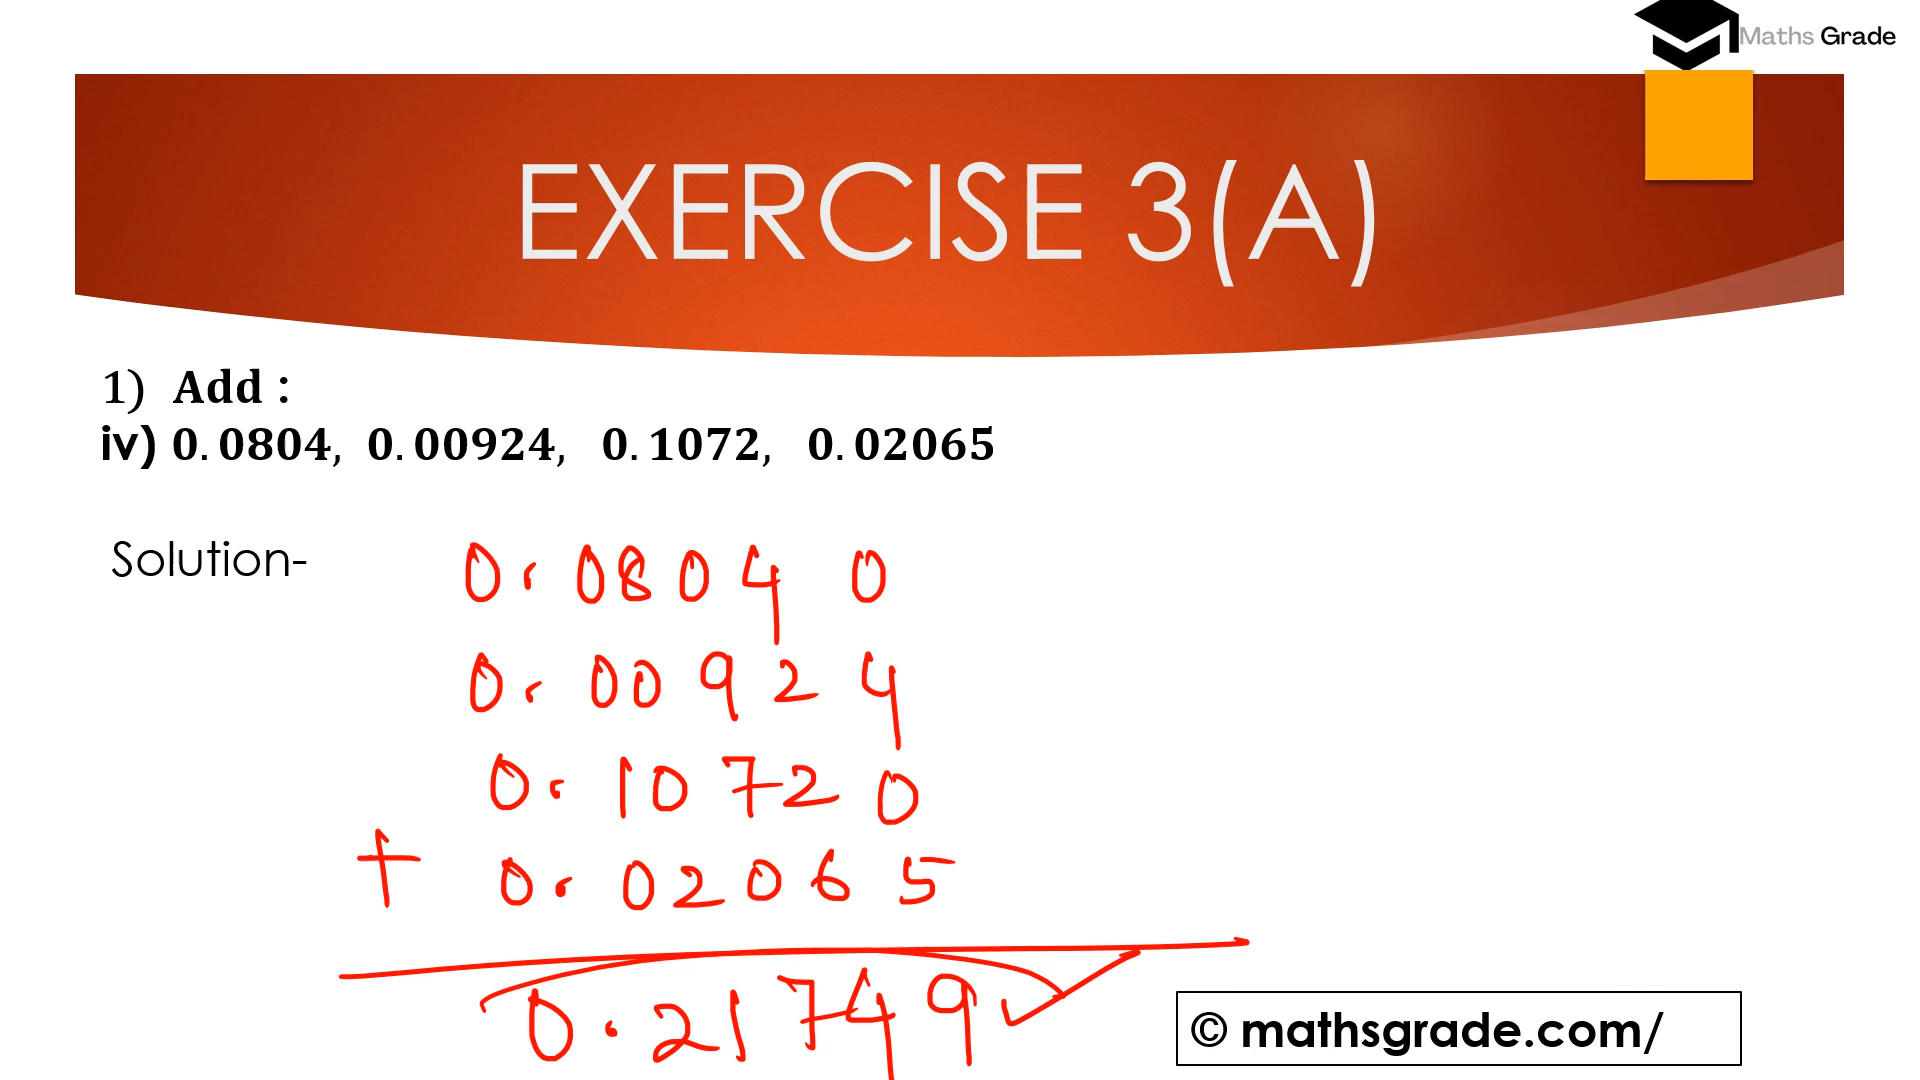 Maths Grade
EXERCISE 3(A)
1) Add :
iv) 0.0804, 0.00924, 0.1072, 0.02065
Solution-
0.08040
0.00924
0.10720
+ 0.02065
0.21749
© mathsgrade.com/